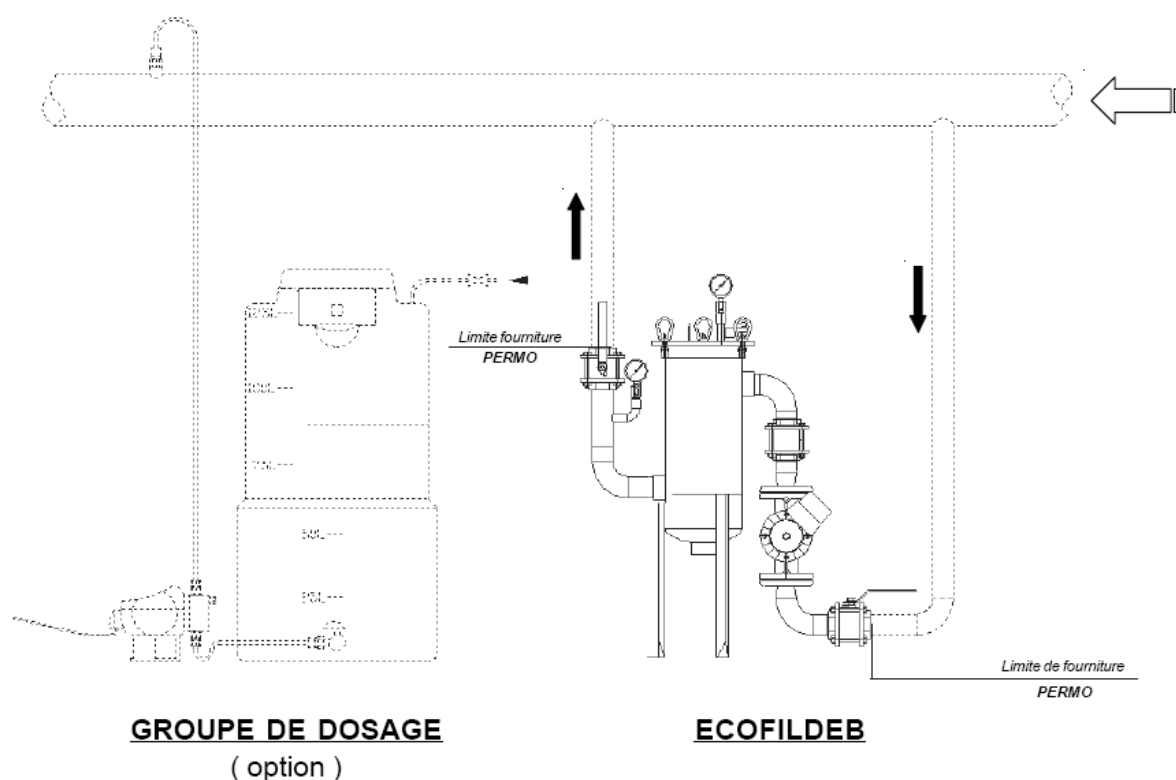 Limite fourniture
PERMO
Limite de fourniture
PERMO
GROUPE DE DOSAGE
( option )
ECOFILDEB